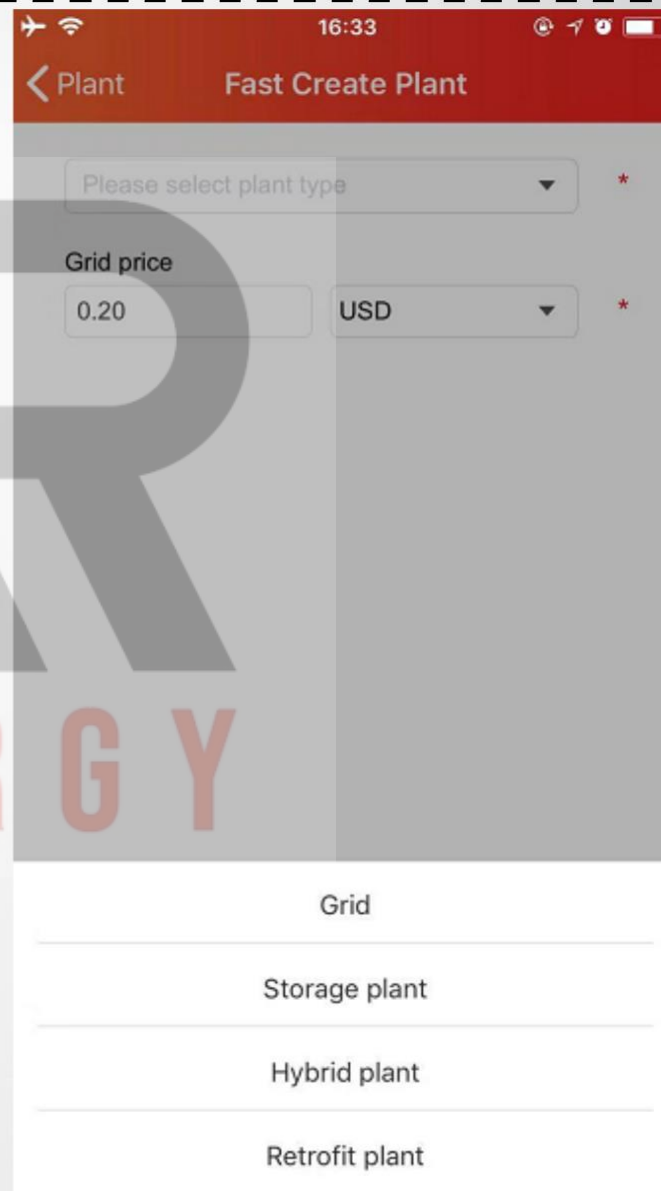 16:33
Plant Fast Create Plant
Please select plant type *
Grid price
0.20 USD *
R
RGY
Grid
Storage plant
Hybrid plant
Retrofit plant